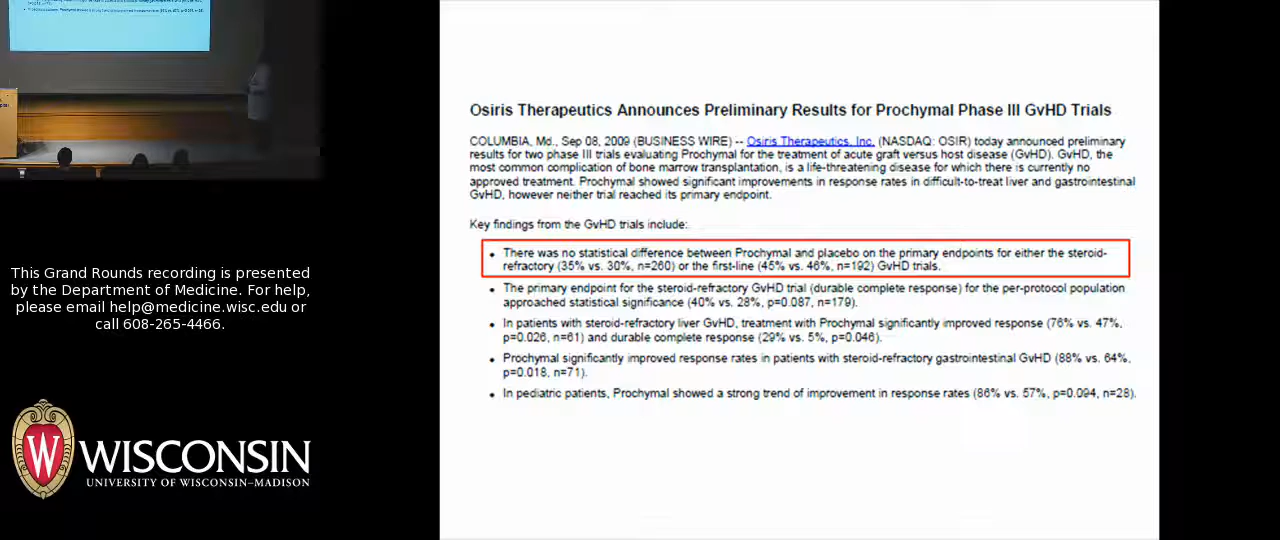 This Grand Rounds recording is presented
by the Department of Medicine. For help,
please email help@medicine.wisc.edu or
call 608-265-4466.
W
WISCONSIN
UNIVERSITY OF WISCONSIN–MADISON
Osiris Therapeutics Announces Preliminary Results for Prochymal Phase III GvHD Trials
COLUMBIA, Md., Sep 08, 2009 (BUSINESS WIRE) -- Osiris Therapeutics, Inc. (NASDAQ: OSIR) today announced preliminary
results for two phase III trials evaluating Prochymal for the treatment of acute graft versus host disease (GvHD). GvHD, the
most common complication of bone marrow transplantation, is a life-threatening disease for which there is currently no
approved treatment. Prochymal showed significant improvements in response rates in difficult-to-treat liver and gastrointestinal
GvHD, however neither trial reached its primary endpoint.
Key findings from the GvHD trials include:
• There was no statistical difference between Prochymal and placebo on the primary endpoints for either the steroid-
refractory (35% vs. 30%, n=260) or the first-line (45% vs. 46%, n=192) GvHD trials.
• The primary endpoint for the steroid-refractory GvHD trial (durable complete response) for the per-protocol population
approached statistical significance (40% vs. 28%, p=0.087, n=179).
• In patients with steroid-refractory liver GvHD, treatment with Prochymal significantly improved response (76% vs. 47%,
p=0.026, n=61) and durable complete response (29% vs. 5%, p=0.046).
• Prochymal significantly improved response rates in patients with steroid-refractory gastrointestinal GvHD (88% vs. 64%,
p=0.018, n=71).
• In pediatric patients, Prochymal showed a strong trend of improvement in response rates (86% vs. 57%, p=0.094, n=28).